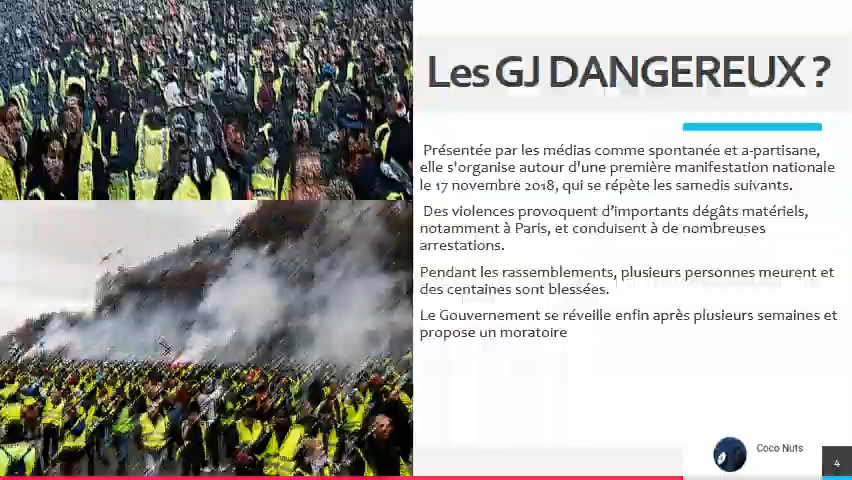 Les GJ DANGEREUX ?
Présentée par les médias comme spontanée et a-partisane,
elle s'organise autour d'une première manifestation nationale
le 17 novembre 2018, qui se répète les samedis suivants.
Des violences provoquent d'importants dégâts matériels,
notamment à Paris, et conduisent à de nombreuses
arrestations.
Pendant les rassemblements, plusieurs personnes meurent et
des centaines sont blessées.
Le Gouvernement se réveille enfin après plusieurs semaines et
propose un moratoire
Coco Nuts
4